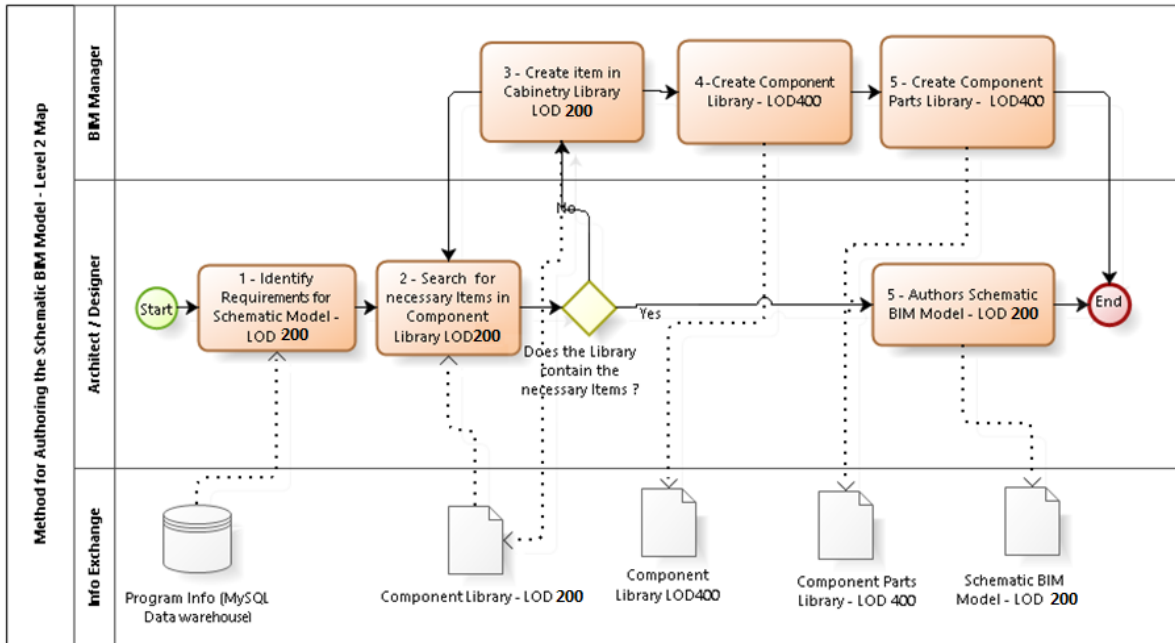 Method for Authoring the Schematic BIM Model - Level 2 Map
BIM Manager
3 - Create item in
Cabinetry Library
LOD 200
4-Create Component
Library - LOD400
5 - Create Component
Parts Library - LOD400
Architect / Designer
Start
1 - Identify
Requirements for
Schematic Model -
LOD 200
2 - Search for
necessary Items in
Component
Library LOD200
No
Yes
Does the Library
contain the
necessary Items ?
5 - Authors Schematic
BIM Model - LOD 200
End
Info Exchange
Program Info (MySQL
Data warehouse)
Component Library - LOD 200
Component
Library LOD400
Component Parts
Library - LOD 400
Schematic BIM
Model - LOD 200